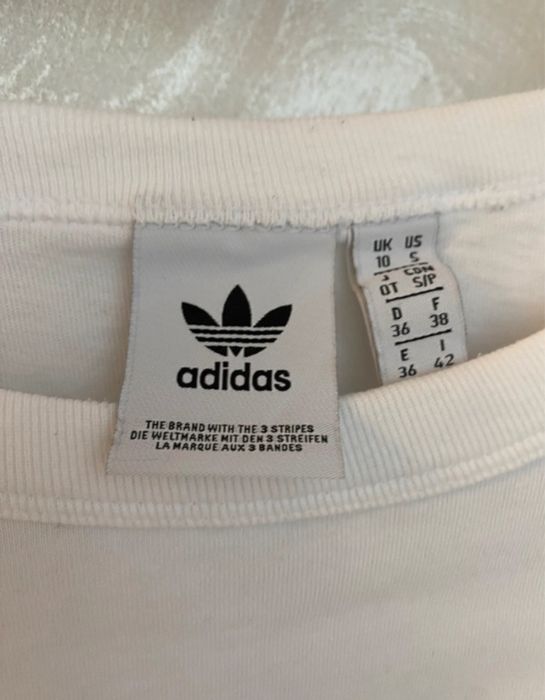 adidas
THE BRAND WITH THE 3 STRIPES
DIE WELTMARKE MIT DEN 3 STREIFEN
LA MARQUE AUX 3 BANDES
UK US
10 S
J CDN
OT S/P
D F
36 38
E I
36 42